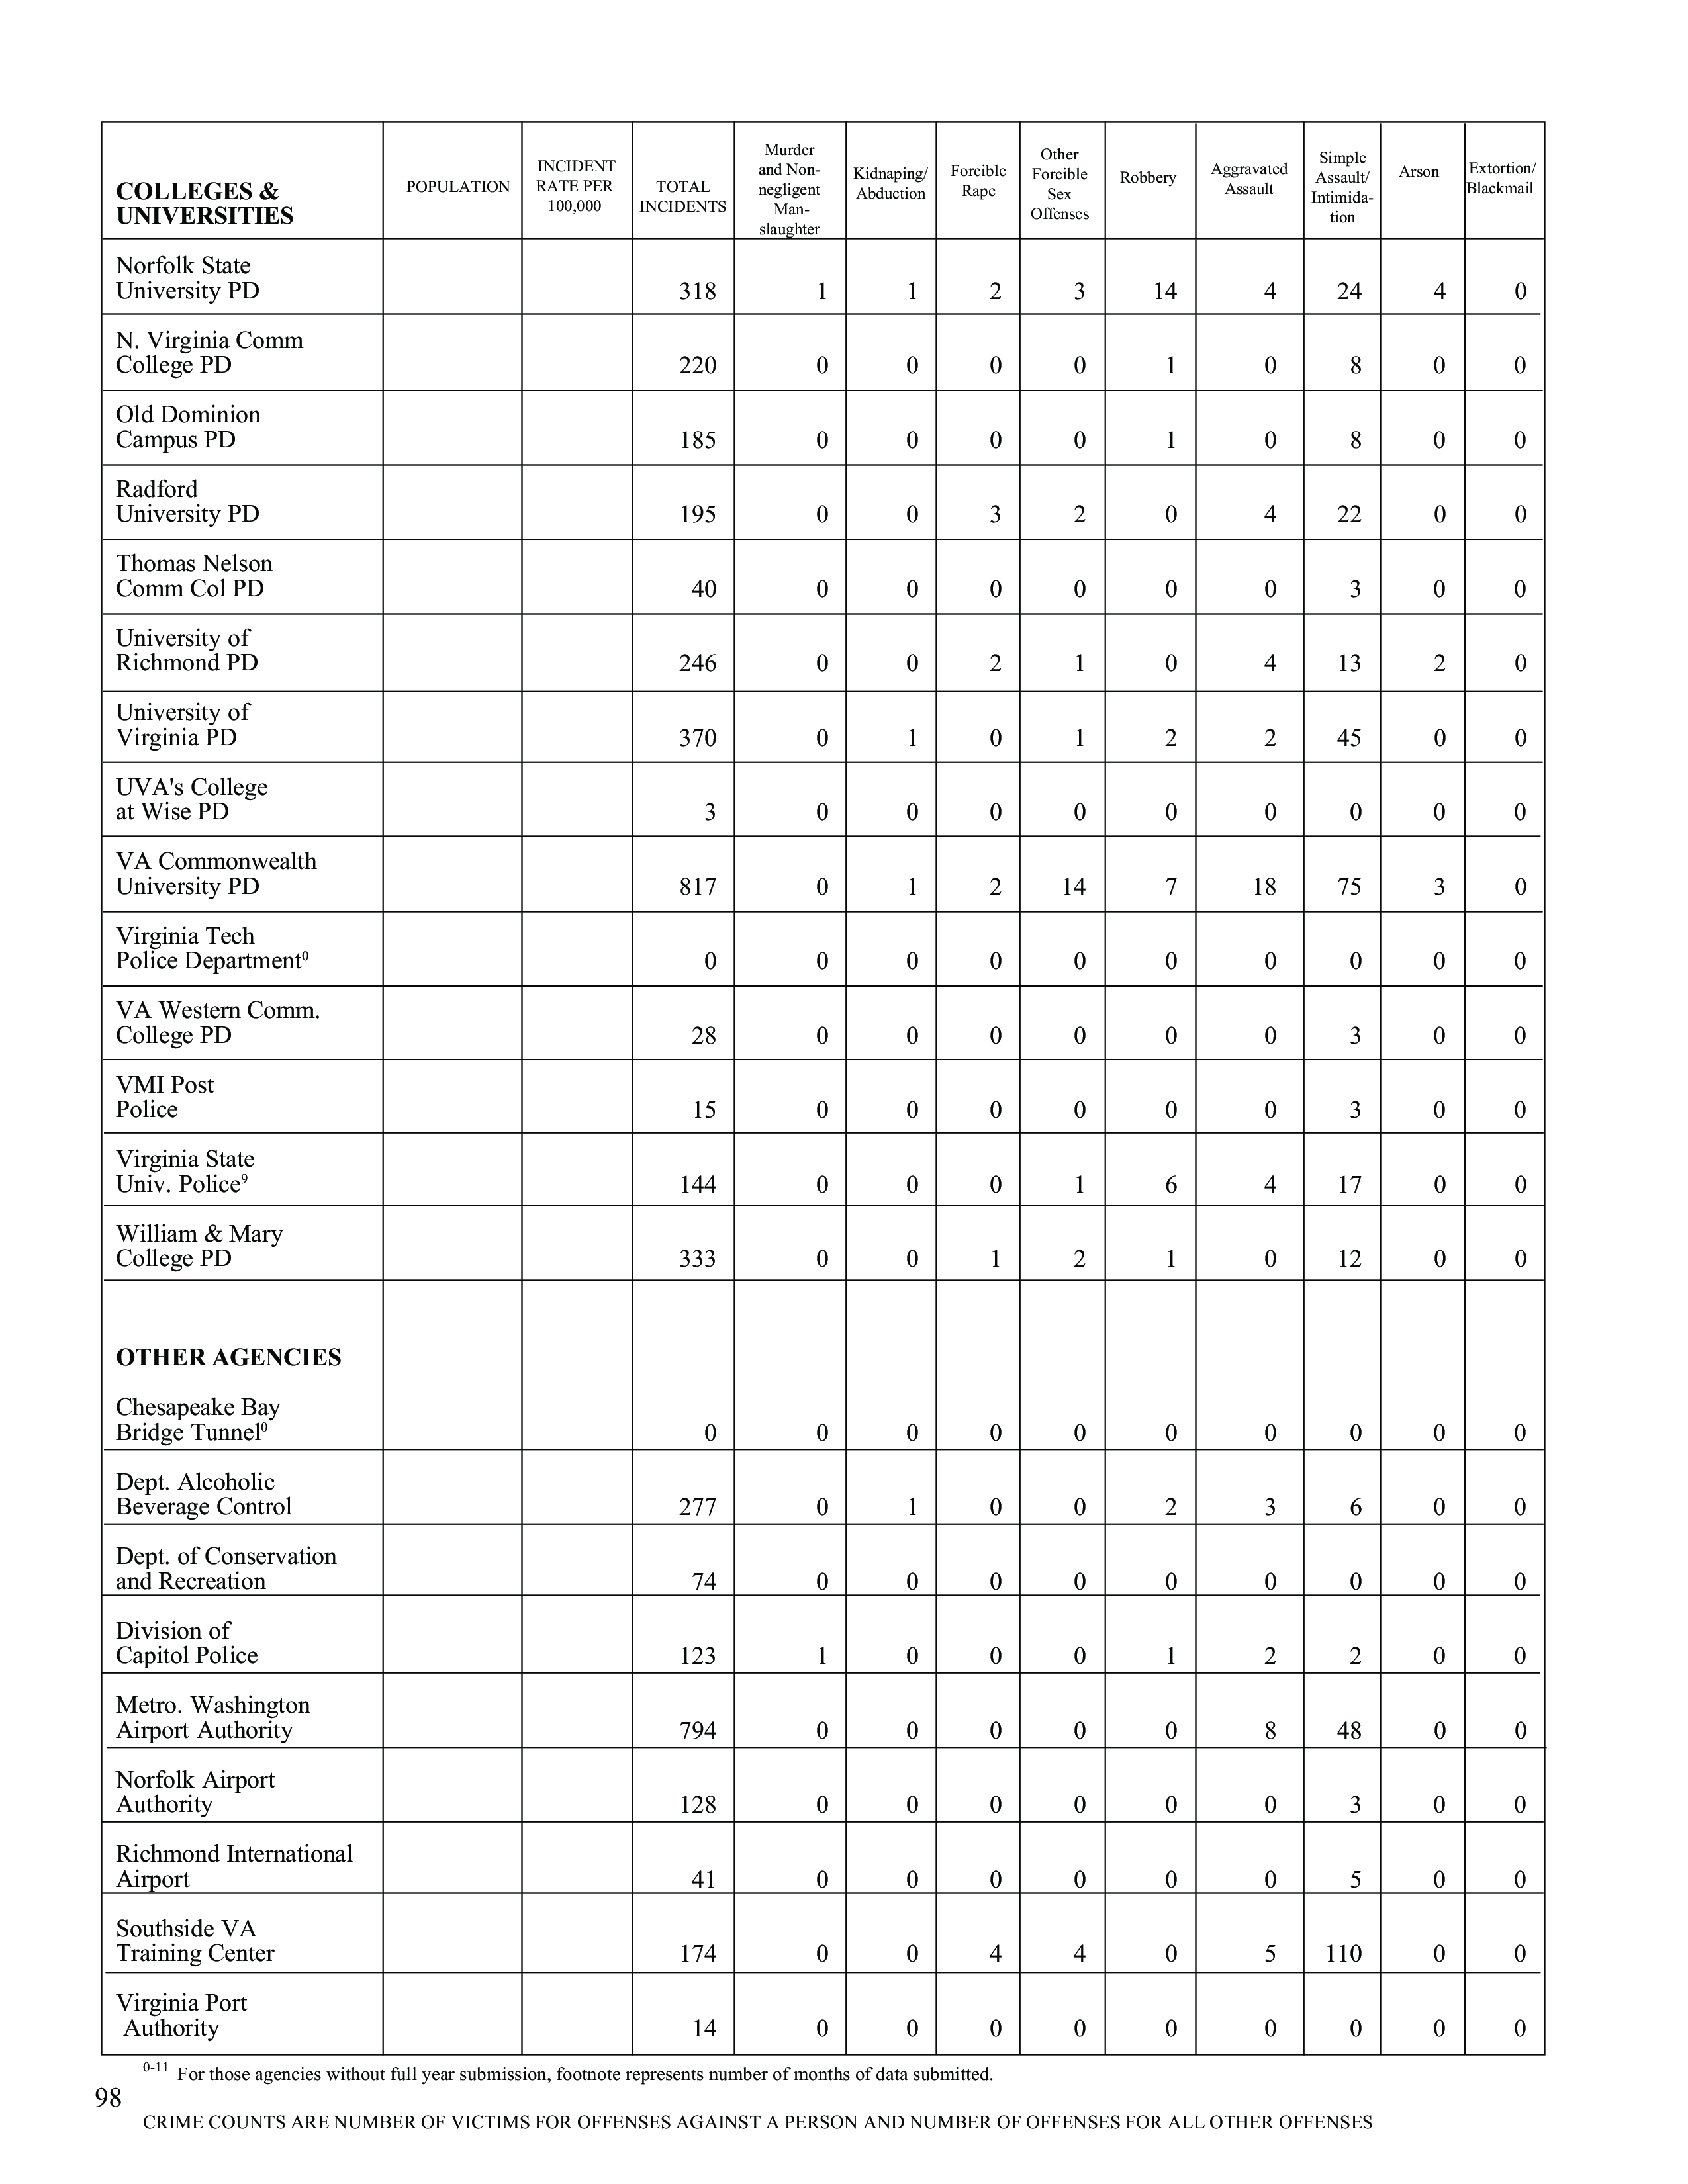 COLLEGES & UNIVERSITIES POPULATION INCIDENT RATE PER 100,000 TOTAL INCIDENTS Murder and Non-negligent Man-slaughter Kidnaping/ Abduction Forcible Rape Other Forcible Sex Offenses Robbery Aggravated Assault Simple Assault/ Intimida-tion Arson Extortion/ Blackmail
Norfolk State
University PD 318 1 1 2 3 14 4 24 4 0
N. Virginia Comm
College PD 220 0 0 0 0 1 0 8 0 0
Old Dominion
Campus PD 185 0 0 0 0 1 0 8 0 0
Radford
University PD 195 0 0 3 2 0 4 22 0 0
Thomas Nelson
Comm Col PD 40 0 0 0 0 0 0 3 0 0
University of
Richmond PD 246 0 0 2 1 0 4 13 2 0
University of
Virginia PD 370 0 1 0 1 2 2 45 0 0
UVA's College
at Wise PD 3 0 0 0 0 0 0 0 0 0
VA Commonwealth
University PD 817 0 1 2 14 7 18 75 3 0
Virginia Tech
Police Department⁰ 0 0 0 0 0 0 0 0 0 0
VA Western Comm.
College PD 28 0 0 0 0 0 0 3 0 0
VMI Post
Police 15 0 0 0 0 0 0 3 0 0
Virginia State
Univ. Police⁹ 144 0 0 0 1 6 4 17 0 0
William & Mary
College PD 333 0 0 1 2 1 0 12 0 0
OTHER AGENCIES
Chesapeake Bay
Bridge Tunnel⁰ 0 0 0 0 0 0 0 0 0 0
Dept. Alcoholic
Beverage Control 277 0 1 0 0 2 3 6 0 0
Dept. of Conservation
and Recreation 74 0 0 0 0 0 0 0 0 0
Division of
Capitol Police 123 1 0 0 0 1 2 2 0 0
Metro. Washington
Airport Authority 794 0 0 0 0 0 8 48 0 0
Norfolk Airport
Authority 128 0 0 0 0 0 0 3 0 0
Richmond International
Airport 41 0 0 0 0 0 0 5 0 0
Southside VA
Training Center 174 0 0 4 4 0 5 110 0 0
Virginia Port
Authority 14 0 0 0 0 0 0 0 0 0
0-11 For those agencies without full year submission, footnote represents number of months of data submitted.
98
CRIME COUNTS ARE NUMBER OF VICTIMS FOR OFFENSES AGAINST A PERSON AND NUMBER OF OFFENSES FOR ALL OTHER OFFENSES